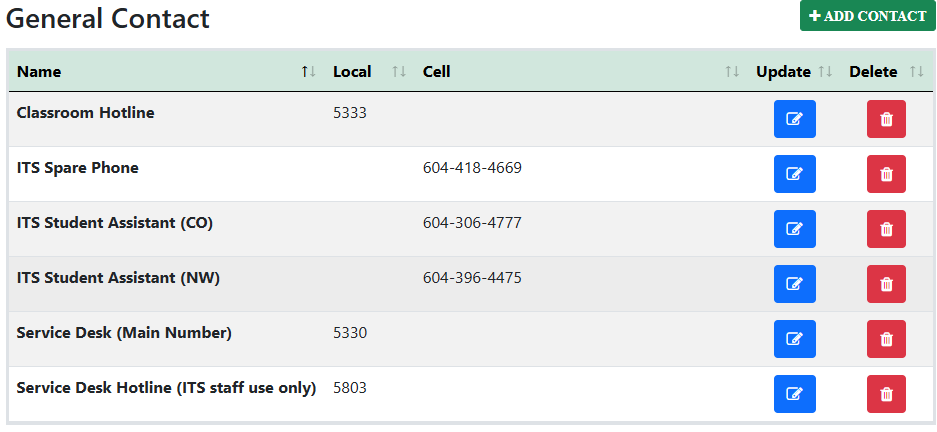 General Contact
ADD CONTACT
Name Local Cell Update Delete
Classroom Hotline 5333
ITS Spare Phone 604-418-4669
ITS Student Assistant (CO) 604-306-4777
ITS Student Assistant (NW) 604-396-4475
Service Desk (Main Number) 5330
Service Desk Hotline (ITS staff use only) 5803